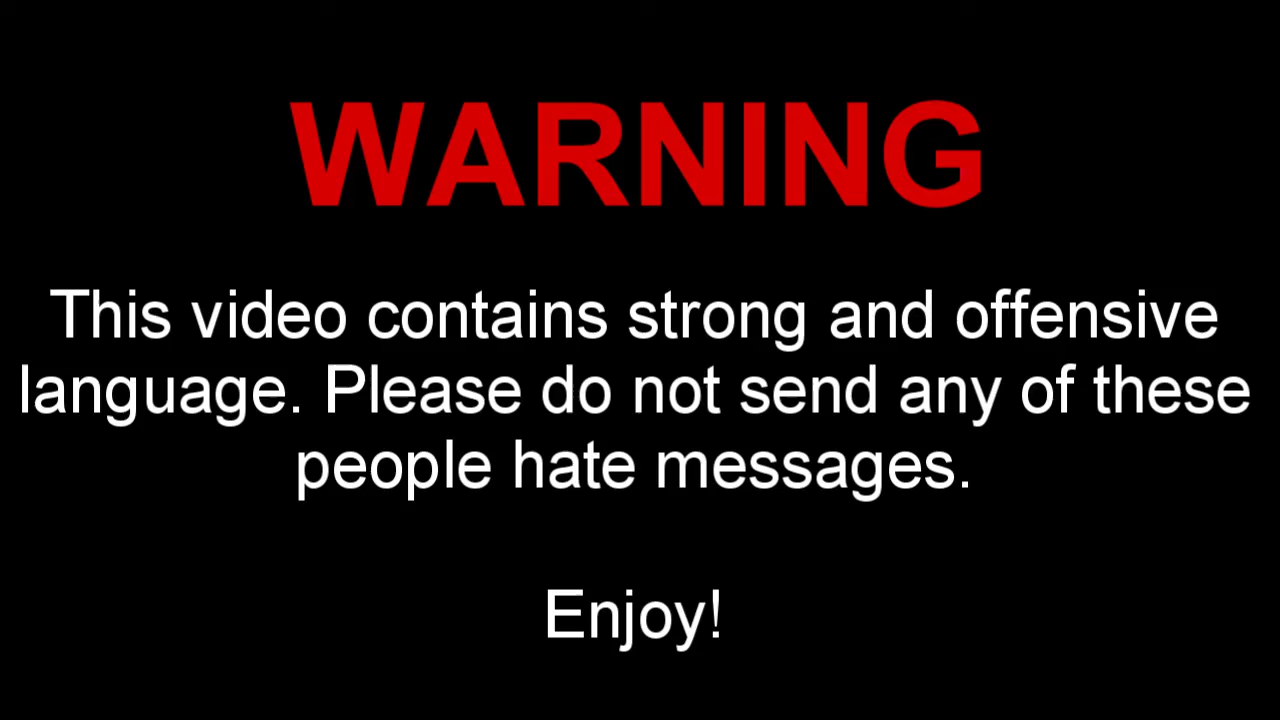 WARNING
This video contains strong and offensive
language. Please do not send any of these
people hate messages.
Enjoy!